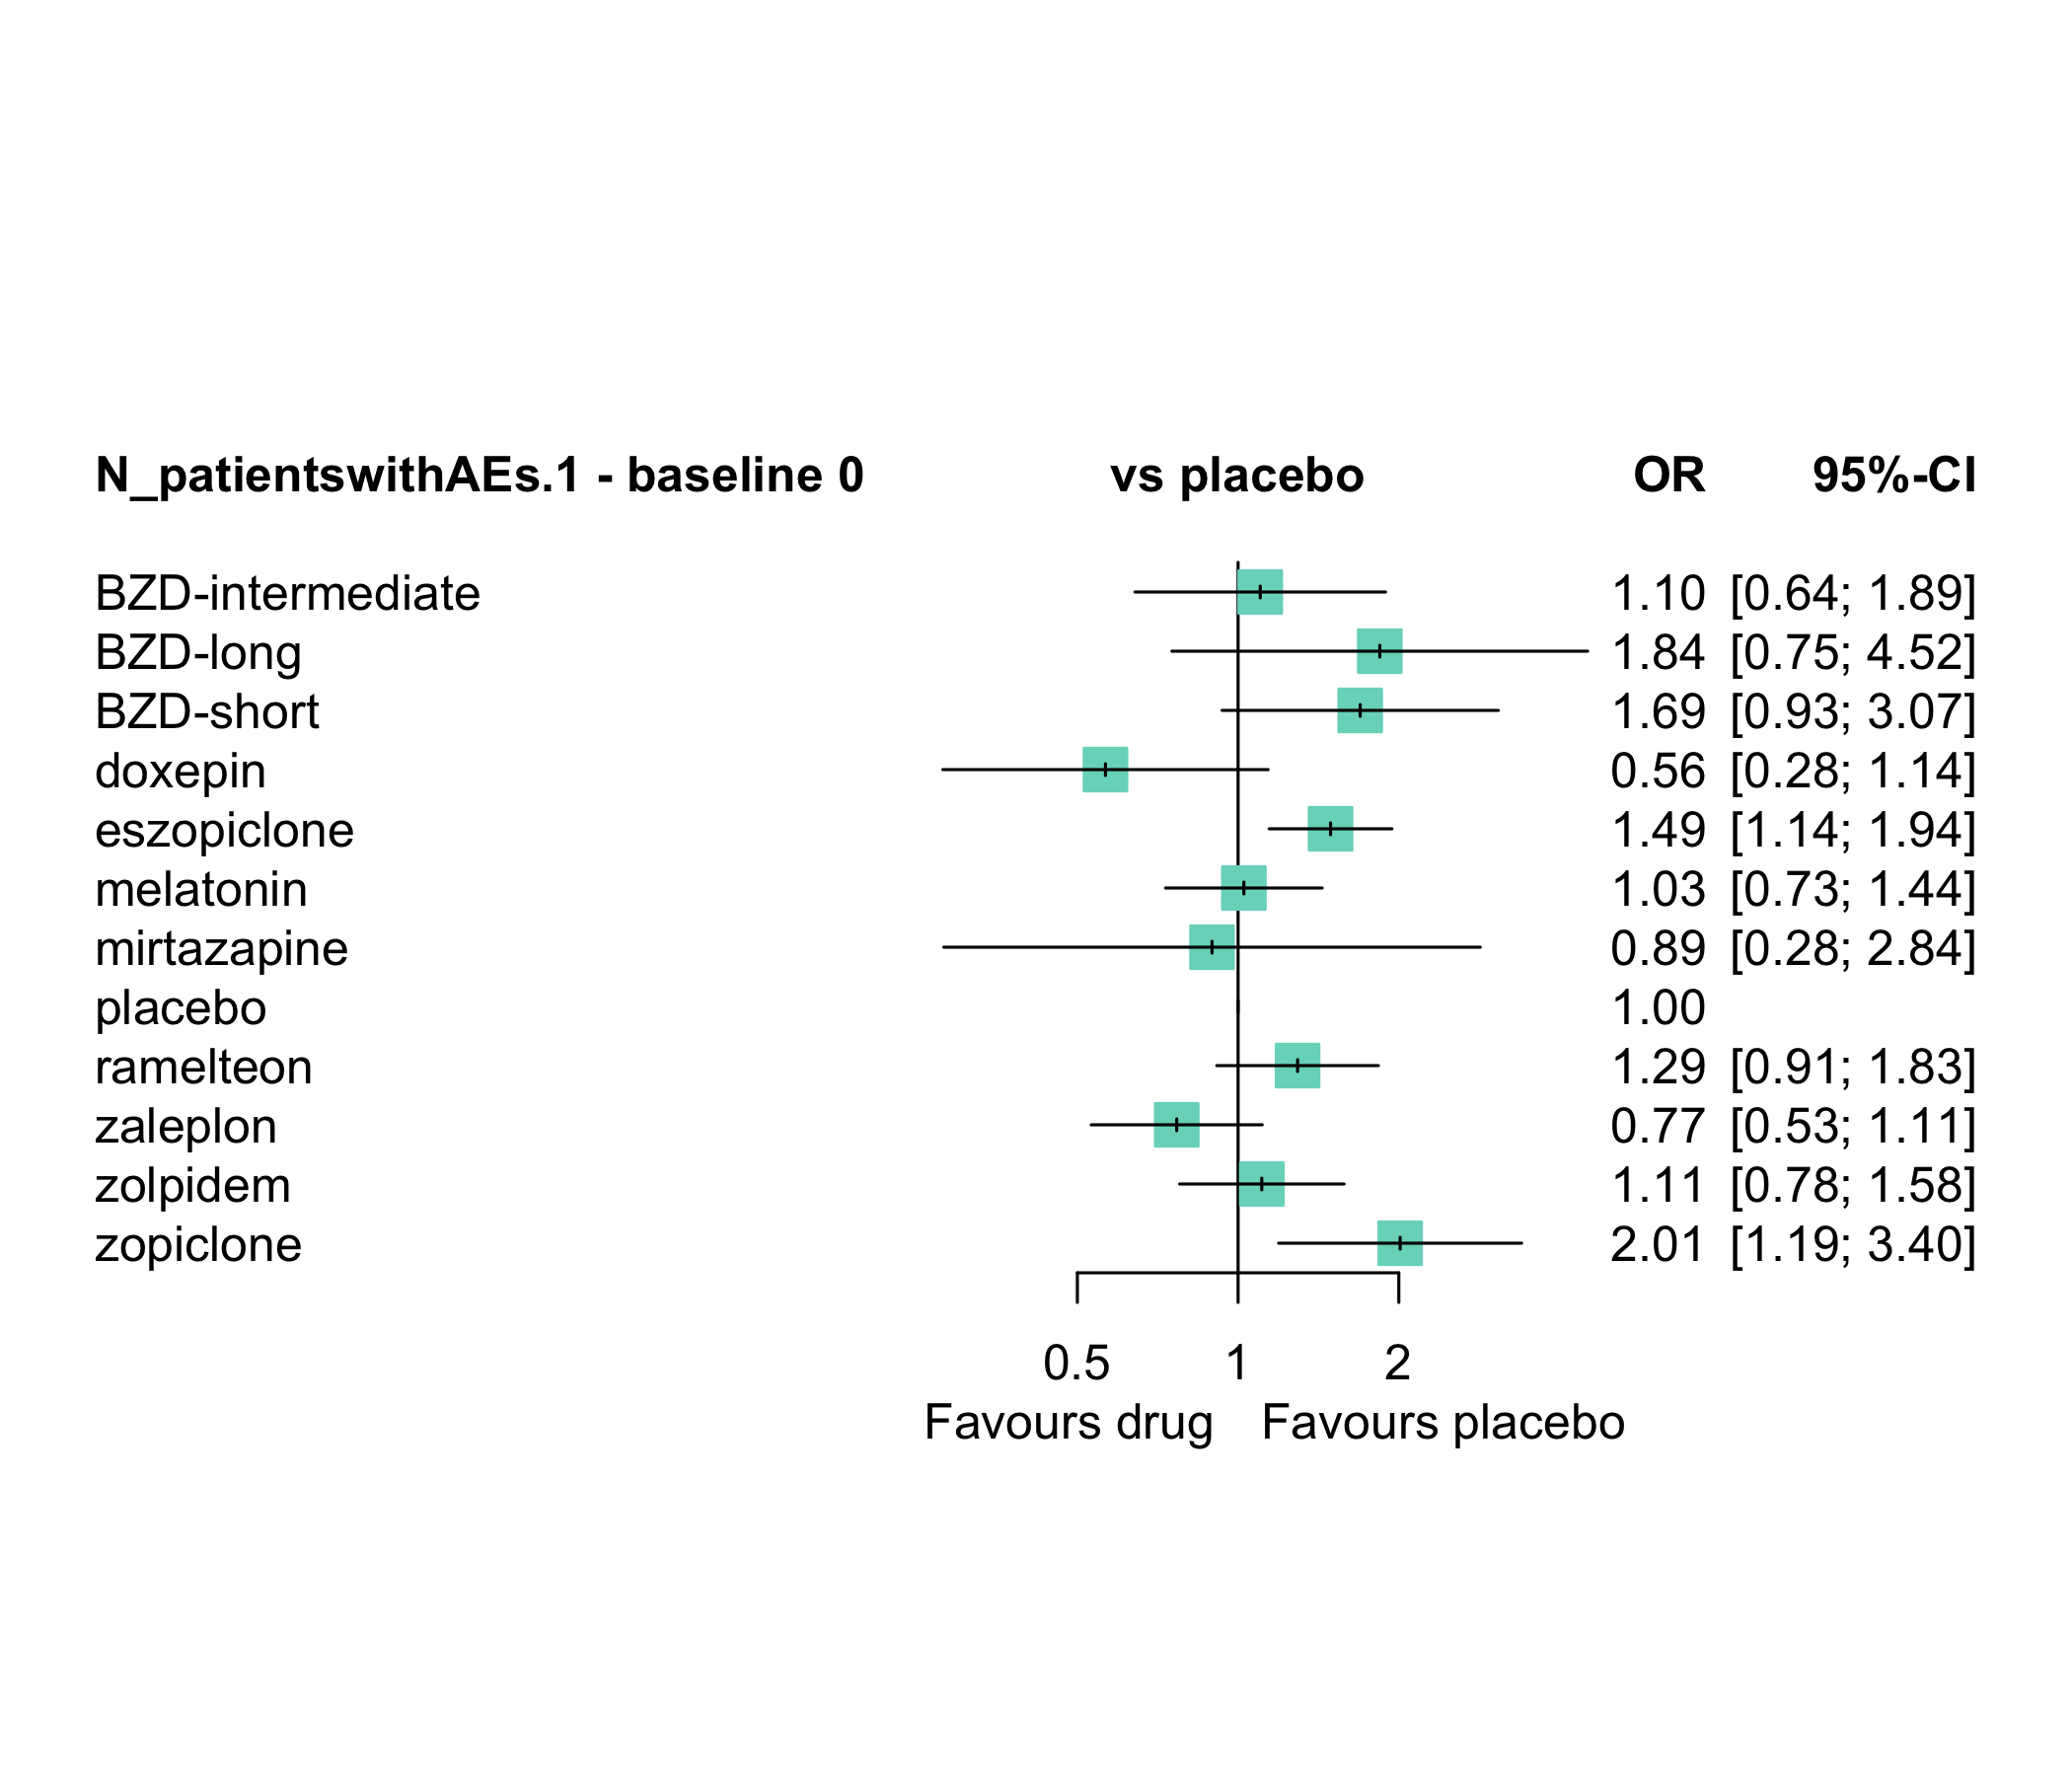 N_patientswithAEs.1 - baseline 0 vs placebo OR 95%-CI
BZD-intermediate 1.10 [0.64; 1.89]
BZD-long 1.84 [0.75; 4.52]
BZD-short 1.69 [0.93; 3.07]
doxepin 0.56 [0.28; 1.14]
eszopiclone 1.49 [1.14; 1.94]
melatonin 1.03 [0.73; 1.44]
mirtazapine 0.89 [0.28; 2.84]
placebo 1.00
ramelteon 1.29 [0.91; 1.83]
zaleplon 0.77 [0.53; 1.11]
zolpidem 1.11 [0.78; 1.58]
zopiclone 2.01 [1.19; 3.40]
0.5 1 2
Favours drug Favours placebo